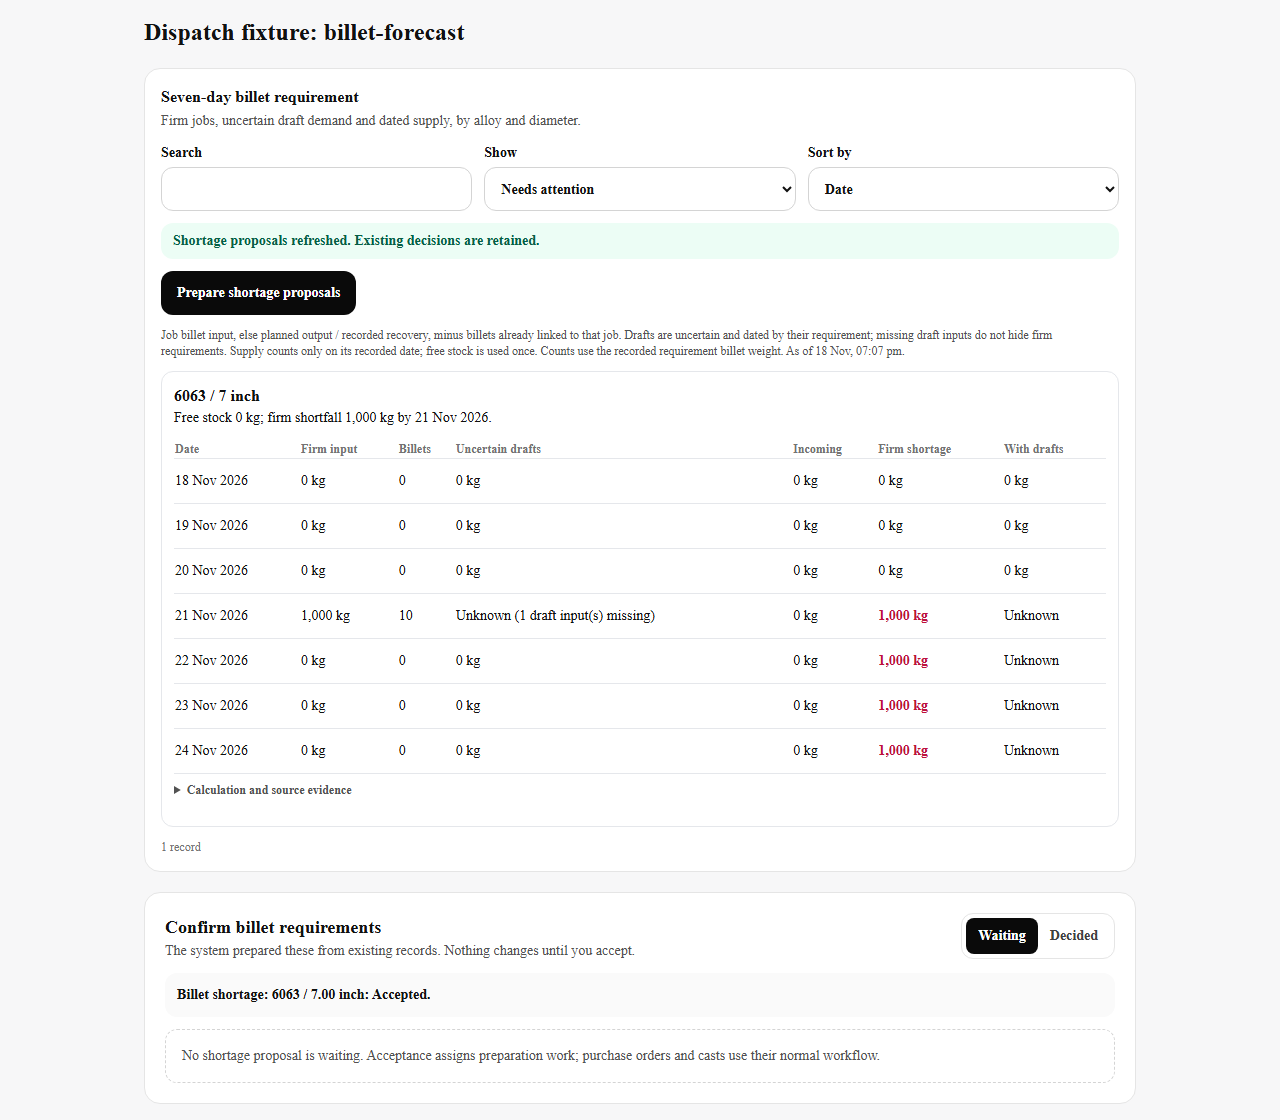 Dispatch fixture: billet-forecast
Seven-day billet requirement
Firm jobs, uncertain draft demand and dated supply, by alloy and diameter.
Search Show Sort by
Needs attention Date
Shortage proposals refreshed. Existing decisions are retained.
Prepare shortage proposals
Job billet input, else planned output / recorded recovery, minus billets already linked to that job. Drafts are uncertain and dated by their requirement; missing draft inputs do not hide firm
requirements. Supply counts only on its recorded date; free stock is used once. Counts use the recorded requirement billet weight. As of 18 Nov, 07:07 pm.
6063 / 7 inch
Free stock 0 kg; firm shortfall 1,000 kg by 21 Nov 2026.
Date Firm input Billets Uncertain drafts Incoming Firm shortage With drafts
18 Nov 2026 0 kg 0 0 kg 0 kg 0 kg 0 kg
19 Nov 2026 0 kg 0 0 kg 0 kg 0 kg 0 kg
20 Nov 2026 0 kg 0 0 kg 0 kg 0 kg 0 kg
21 Nov 2026 1,000 kg 10 Unknown (1 draft input(s) missing) 0 kg 1,000 kg Unknown
22 Nov 2026 0 kg 0 0 kg 0 kg 1,000 kg Unknown
23 Nov 2026 0 kg 0 0 kg 0 kg 1,000 kg Unknown
24 Nov 2026 0 kg 0 0 kg 0 kg 1,000 kg Unknown
Calculation and source evidence
1 record
Confirm billet requirements
The system prepared these from existing records. Nothing changes until you accept.
Waiting Decided
Billet shortage: 6063 / 7.00 inch: Accepted.
No shortage proposal is waiting. Acceptance assigns preparation work; purchase orders and casts use their normal workflow.